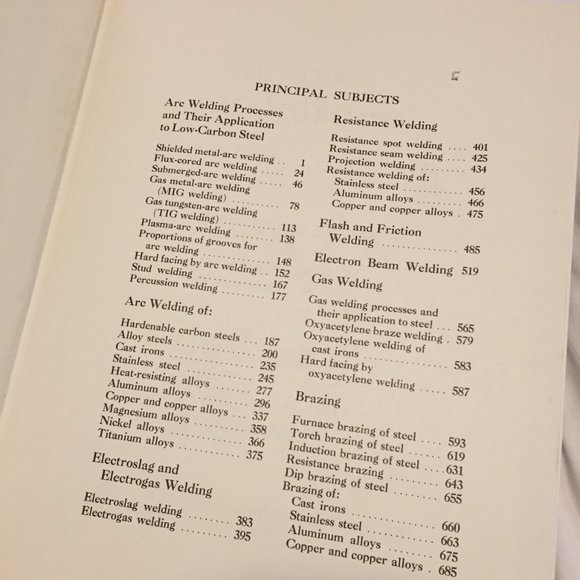 PRINCIPAL SUBJECTS
Arc Welding Processes
and Their Application
to Low-Carbon Steel
Shielded metal-arc welding . . 1
Flux-cored arc welding . . . . 24
Submerged-arc welding . . . . 46
Gas metal-arc welding
(MIG welding) . . . . . . . . 78
Gas tungsten-arc welding
(TIG welding) . . . . . . . . 113
Plasma-arc welding . . . . . . 138
Proportions of grooves for
arc welding . . . . . . . . . 148
Hard facing by arc welding . . 152
Stud welding . . . . . . . . 167
Percussion welding . . . . . . 177
Arc Welding of:
Hardenable carbon steels . . . 187
Alloy steels . . . . . . . . . 200
Cast irons . . . . . . . . . . 235
Stainless steel . . . . . . . . 245
Heat-resisting alloys . . . . . 277
Aluminum alloys . . . . . . . 296
Copper and copper alloys . . . 337
Magnesium alloys . . . . . . . 358
Nickel alloys . . . . . . . . . 366
Titanium alloys . . . . . . . . 375
Electroslag and
Electrogas Welding
Electroslag welding . . . . . . 383
Electrogas welding . . . . . . 395
Resistance Welding
Resistance spot welding . . . . 401
Resistance seam welding . . . 425
Projection welding . . . . . . 434
Resistance welding of:
Stainless steel . . . . . . . . 456
Aluminum alloys . . . . . . . 466
Copper and copper alloys . 475
Flash and Friction
Welding . . . . . . . . . . . 485
Electron Beam Welding 519
Gas Welding
Gas welding processes and
their application to steel . . . 565
Oxyacetylene braze welding . 579
Oxyacetylene welding of
cast irons . . . . . . . . . . 583
Hard facing by
oxyacetylene welding . . . . 587
Brazing
Furnace brazing of steel . . . . 593
Torch brazing of steel . . . . . 619
Induction brazing of steel . . . 631
Resistance brazing . . . . . . 643
Dip brazing of steel . . . . . . 655
Brazing of:
Cast irons . . . . . . . . . . 660
Stainless steel . . . . . . . . 663
Aluminum alloys . . . . . . . 675
Copper and copper alloys . . 685